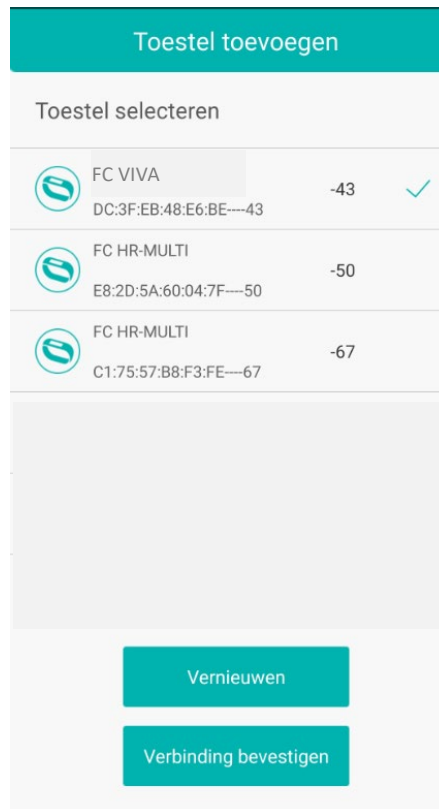 Toestel toevoegen
Toestel selecteren
FC VIVA
-43
DC:3F:EB:48:E6:BE----43
FC HR-MULTI
-50
E8:2D:5A:60:04:7F----50
FC HR-MULTI
-67
C1:75:57:B8:F3:FE----67
Vernieuwen
Verbinding bevestigen